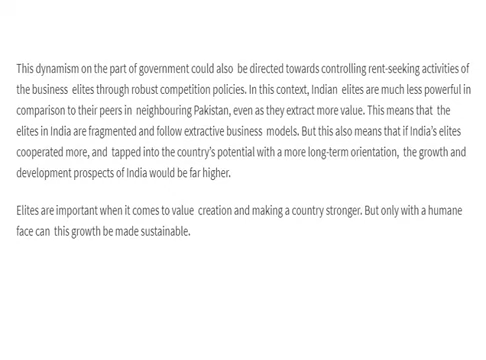 This dynamism on the part of government could also be directed towards controlling rent-seeking activities of
the business elites through robust competition policies. In this context, Indian elites are much less powerful in
comparison to their peers in neighbouring Pakistan, even as they extract more value. This means that the
elites in India are fragmented and follow extractive business models. But this also means that if India's elites
cooperated more, and tapped into the country's potential with a more long-term orientation, the growth and
development prospects of India would be far higher.
Elites are important when it comes to value creation and making a country stronger. But only with a humane
face can this growth be made sustainable.